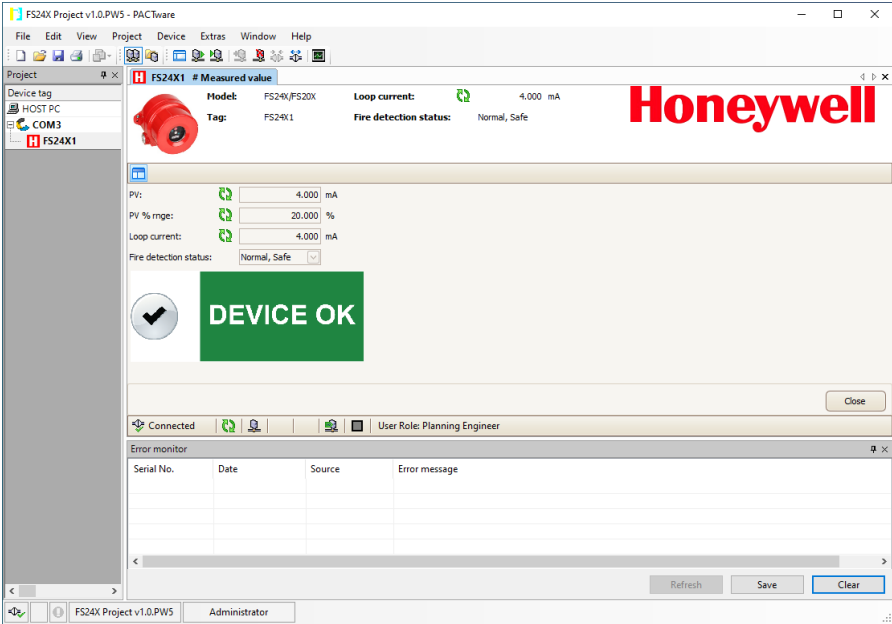 FS24X Project v1.0.PW5 - PACTware
File Edit View Project Device Extras Window Help
Project
Device tag
HOST PC
COM3
FS24X1
FS24X1 # Measured value
Model: FS24X/FS20X Loop current: 4.000 mA
Tag: FS24X1 Fire detection status: Normal, Safe
Honeywell
PV: 4.000 mA
PV % rnge: 20.000 %
Loop current: 4.000 mA
Fire detection status: Normal, Safe
DEVICE OK
Close
Connected User Role: Planning Engineer
Error monitor
Serial No. Date Source Error message
Refresh Save Clear
FS24X Project v1.0.PW5 Administrator